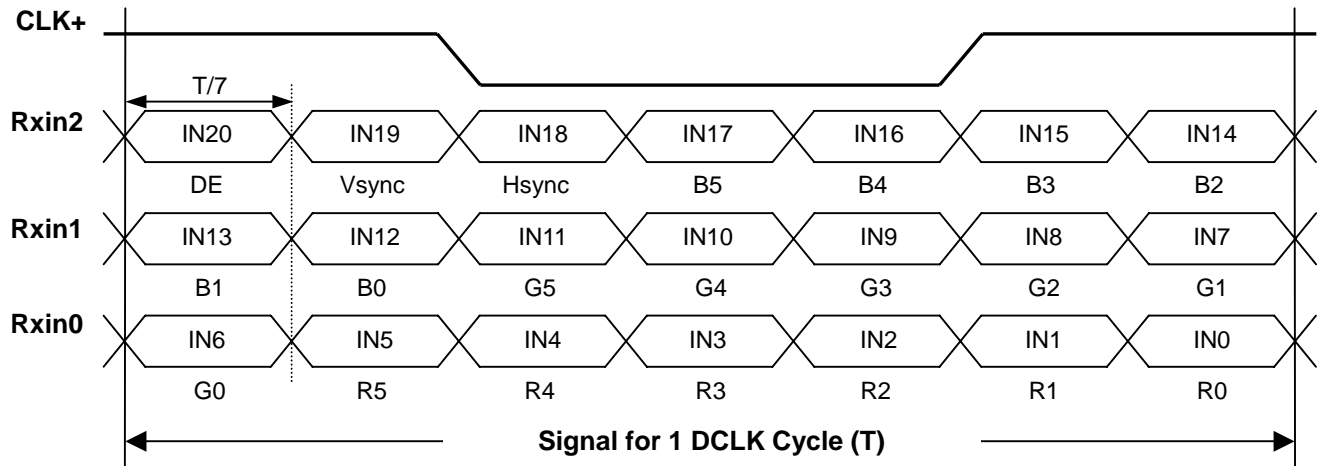 CLK+
T/7
Rxin2 IN20 IN19 IN18 IN17 IN16 IN15 IN14
DE Vsync Hsync B5 B4 B3 B2
Rxin1 IN13 IN12 IN11 IN10 IN9 IN8 IN7
B1 B0 G5 G4 G3 G2 G1
Rxin0 IN6 IN5 IN4 IN3 IN2 IN1 IN0
G0 R5 R4 R3 R2 R1 R0
Signal for 1 DCLK Cycle (T)